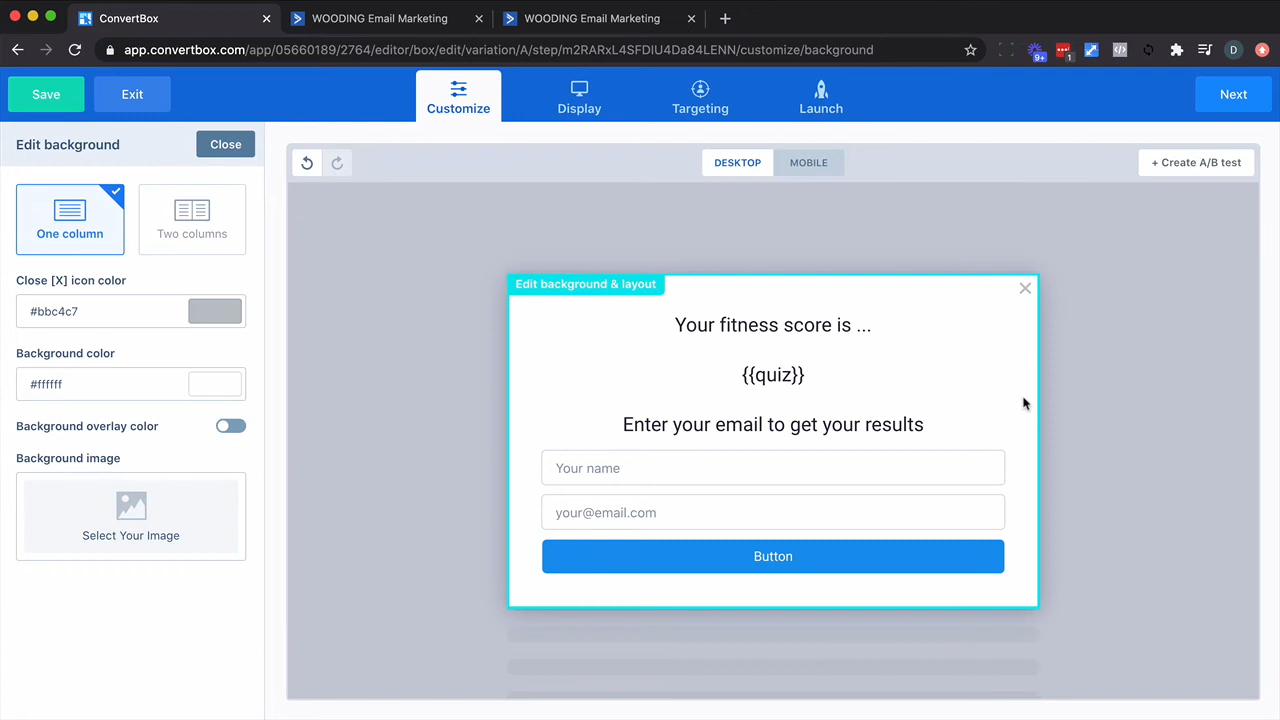 ConvertBox
WOODING Email Marketing
WOODING Email Marketing
app.convertbox.com/app/05660189/2764/editor/box/edit/variation/A/step/m2RARxL4SFDIU4Da84LENN/customize/background
9+
1
D
Save
Exit
Customize
Display
Targeting
Launch
Next
Edit background
Close
One column
Two columns
Close [X] icon color
#bbc4c7
Background color
#ffffff
Background overlay color
Background image
Select Your Image
DESKTOP
MOBILE
+ Create A/B test
Edit background & layout
Your fitness score is ...
{{quiz}}
Enter your email to get your results
Your name
your@email.com
Button